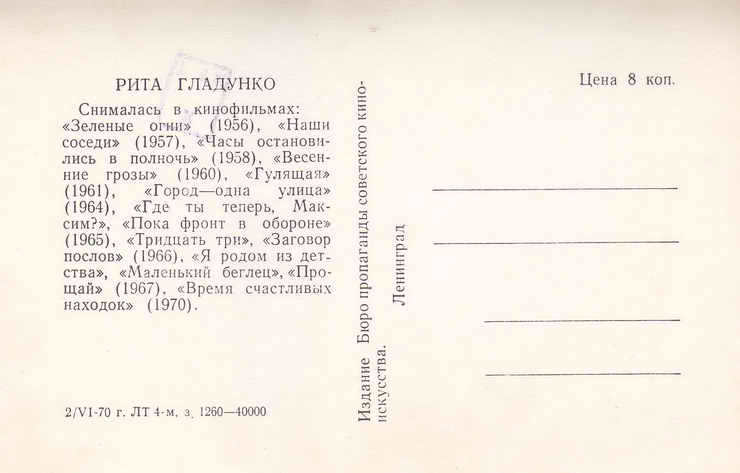 РИТА ГЛАДУНКО
Снималась в кинофильмах:
«Зеленые огни» (1956), «Наши
соседи» (1957), «Часы останови-
лись в полночь» (1958), «Весен-
ние грозы» (1960), «Гулящая»
(1961), «Город—одна улица»
(1964), «Где ты теперь, Мак-
сим?», «Пока фронт в обороне»
(1965), «Тридцать три», «Заговор
послов» (1966), «Я родом из дет-
ства», «Маленький беглец», «Про-
щай» (1967), «Время счастливых
находок» (1970).
2/VI-70 г. ЛТ 4-м, з. 1260—40000
Издание Бюро пропаганды советского кино-
искусства.
Ленинград
Цена 8 коп.